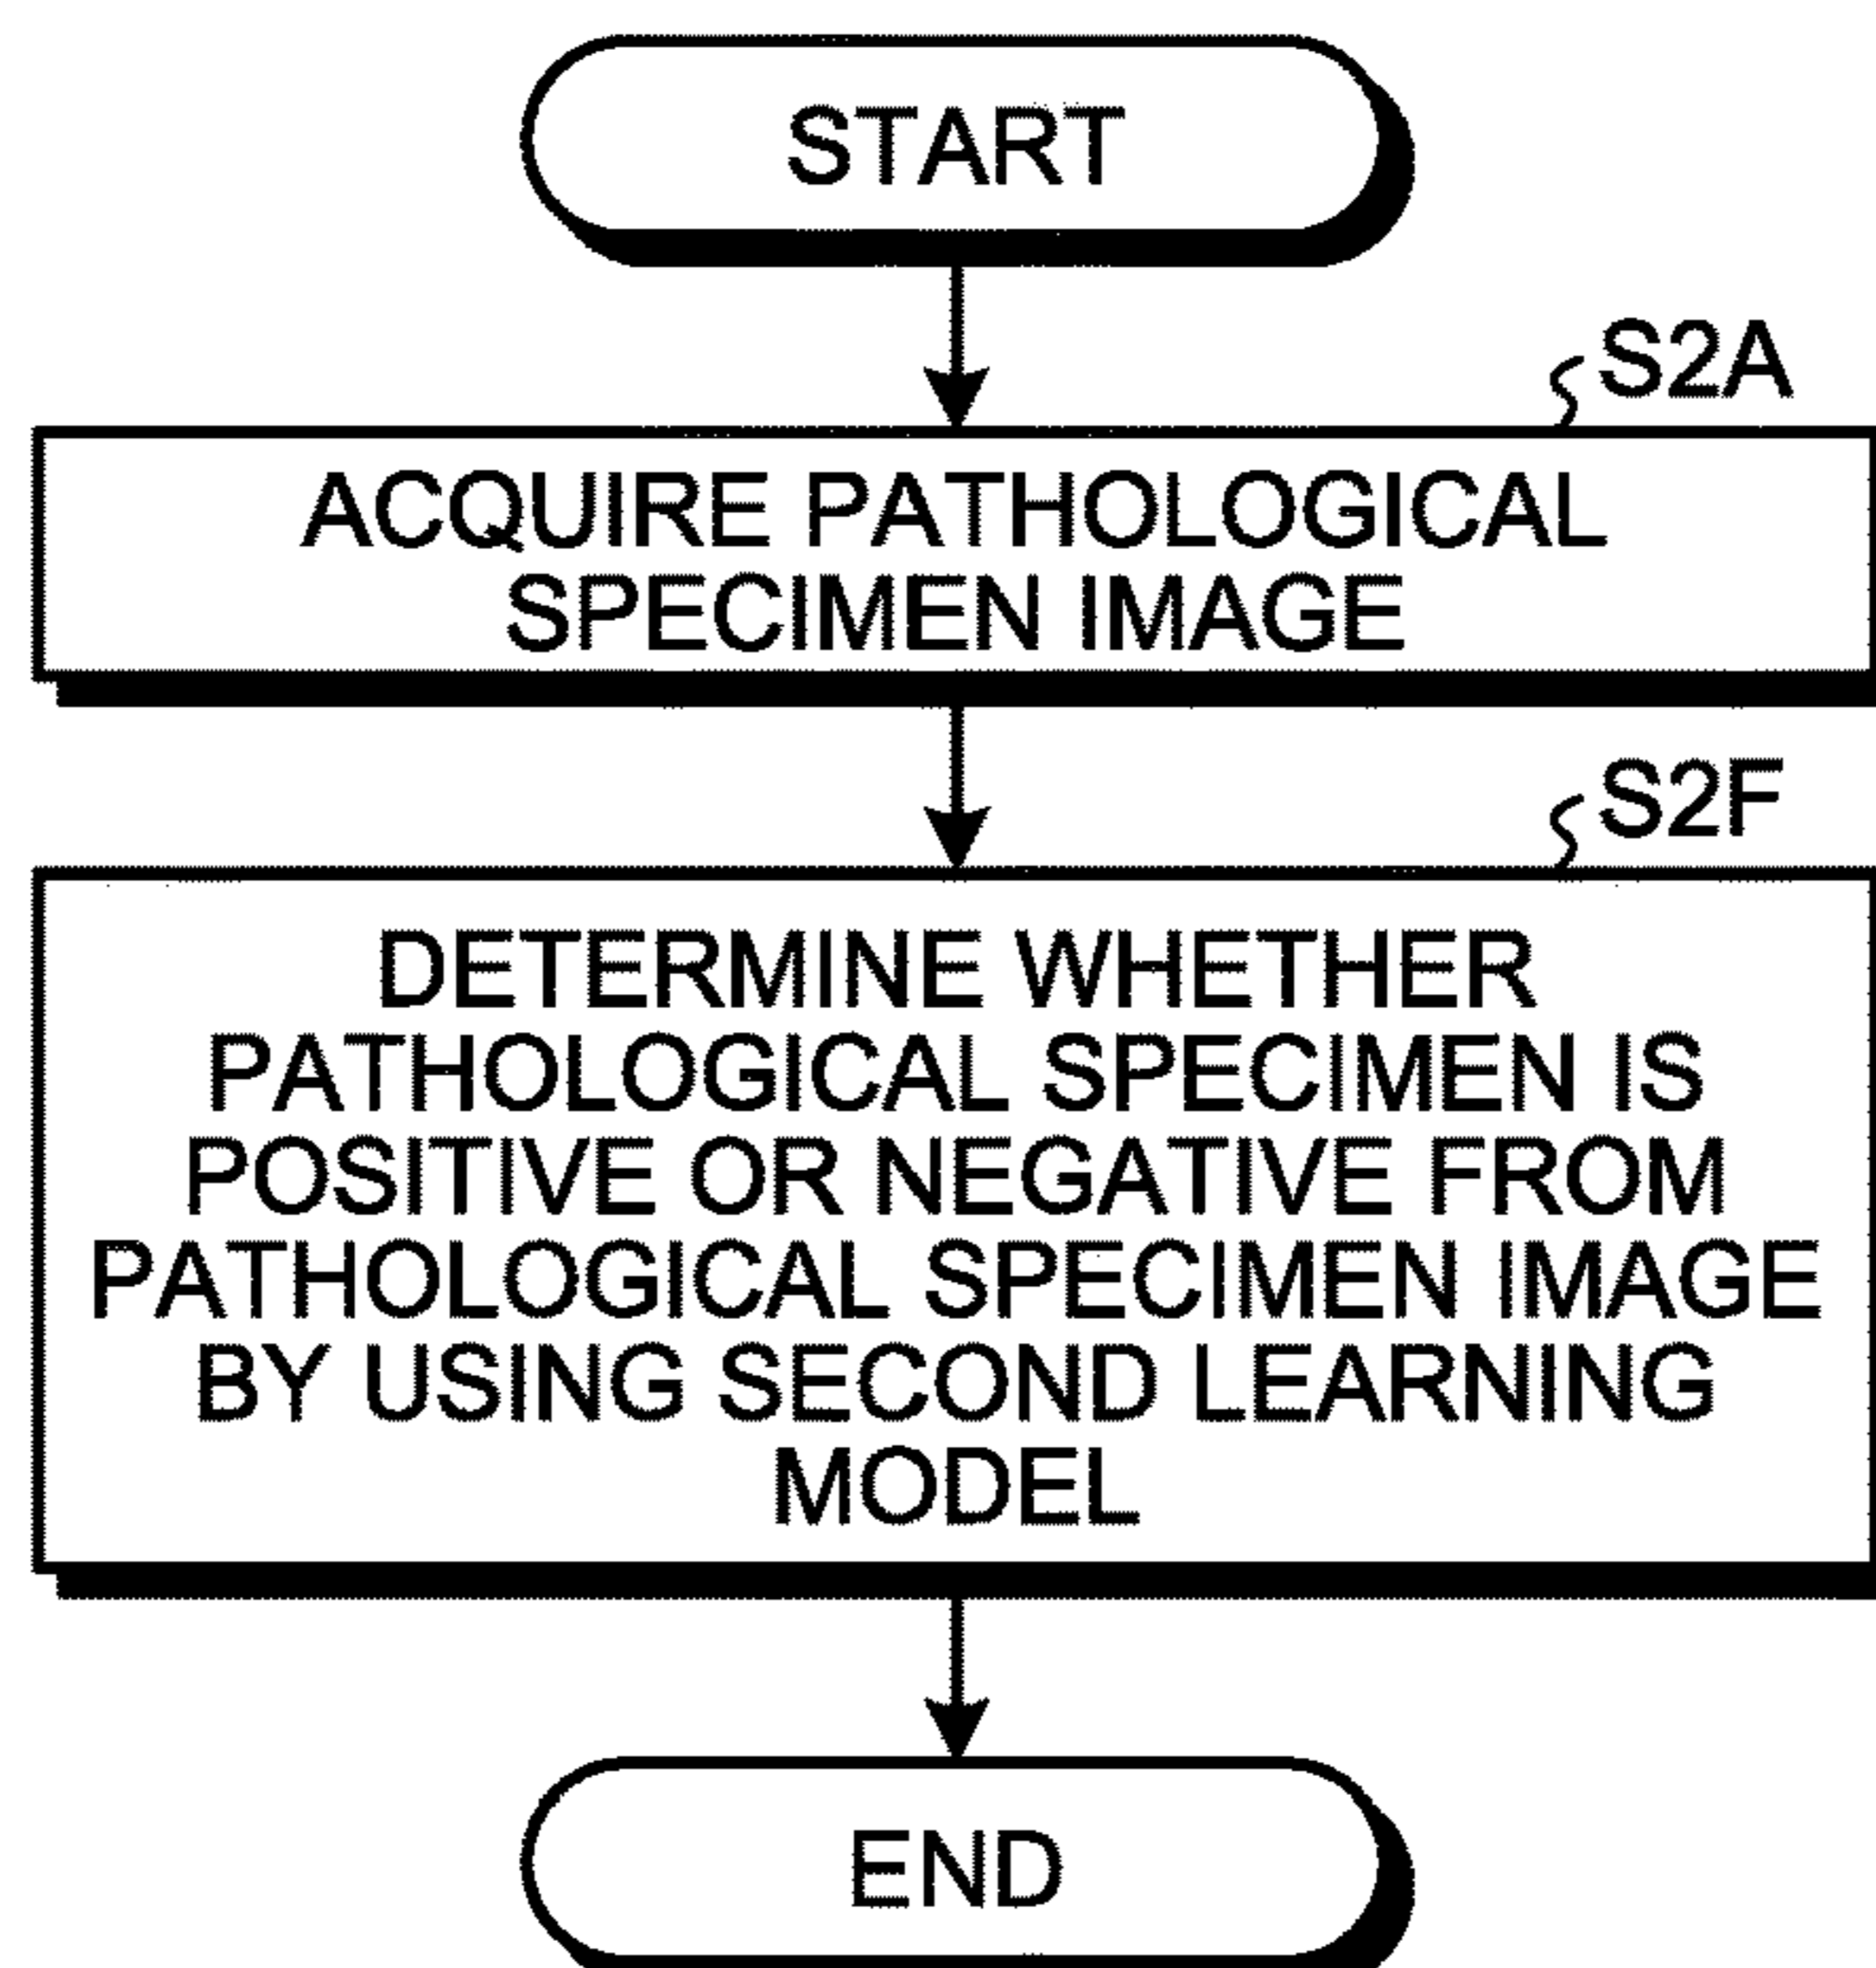 START
S2A
ACQUIRE PATHOLOGICAL
SPECIMEN IMAGE
S2F
DETERMINE WHETHER
PATHOLOGICAL SPECIMEN IS
POSITIVE OR NEGATIVE FROM
PATHOLOGICAL SPECIMEN IMAGE
BY USING SECOND LEARNING
MODEL
END